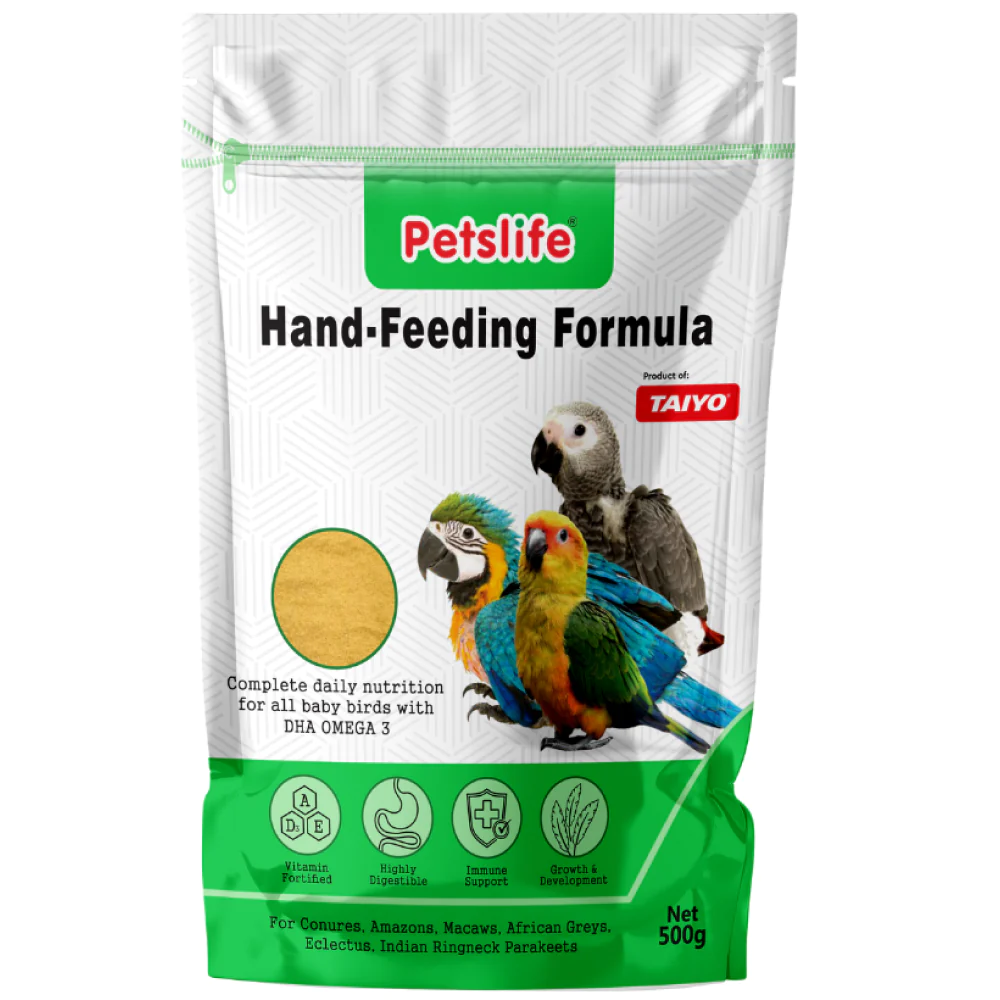 Petslife®
Hand-Feeding Formula
Product of:
TAIYO®
Complete daily nutrition
for all baby birds with
DHA OMEGA 3
A
D3 E
Vitamin
Fortified
Highly
Digestible
Immune
Support
Growth &
Development
For Conures, Amazons, Macaws, African Greys,
Eclectus, Indian Ringneck Parakeets
Net
500g